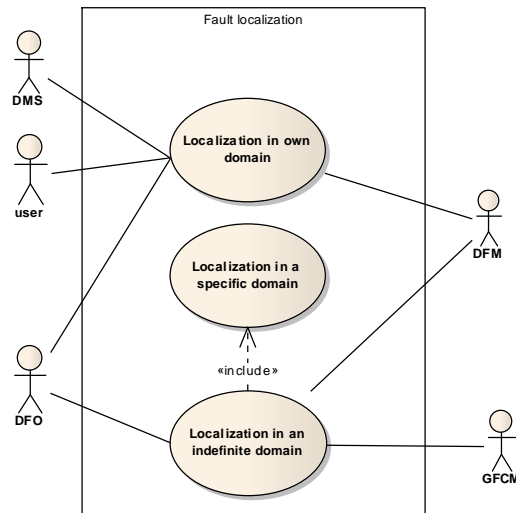 Fault localization
DMS
Localization in own
domain
user
DFM
Localization in a
specific domain
«include»
DFO
Localization in an
indefinite domain
GFCM